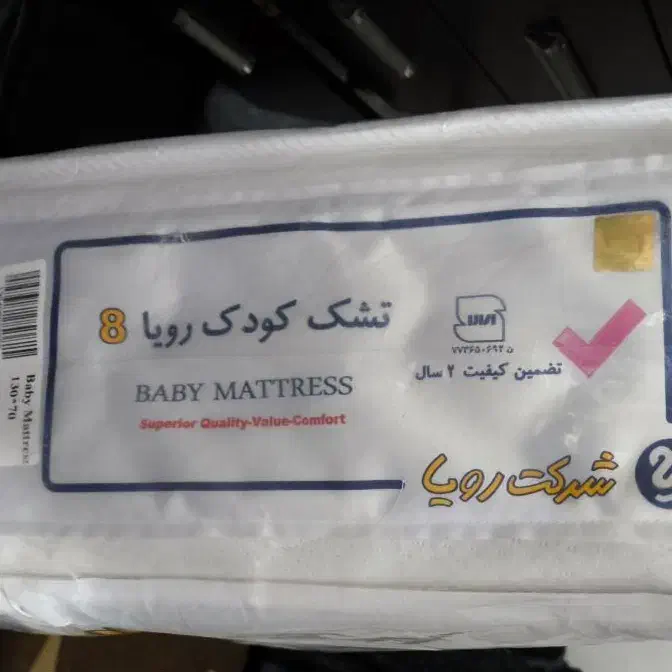 تشک کودک رویا 8
BABY MATTRESS
Superior Quality-Value-Comfort
تضمین کیفیت ۲ سال
شرکت رویا
Baby Mattress
130*70